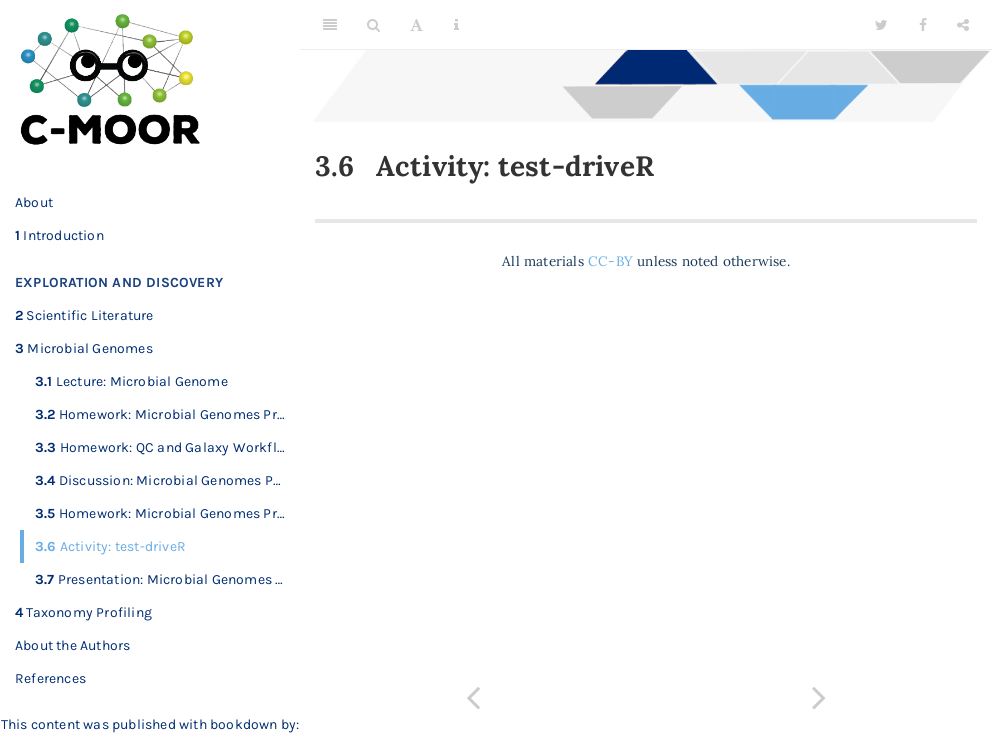 C-MOOR
About
1 Introduction
EXPLORATION AND DISCOVERY
2 Scientific Literature
3 Microbial Genomes
3.1 Lecture: Microbial Genome
3.2 Homework: Microbial Genomes Pr...
3.3 Homework: QC and Galaxy Workfl...
3.4 Discussion: Microbial Genomes P...
3.5 Homework: Microbial Genomes Pr...
3.6 Activity: test-driveR
3.7 Presentation: Microbial Genomes ...
4 Taxonomy Profiling
About the Authors
References
This content was published with bookdown by:
A
3.6 Activity: test-driveR
All materials CC-BY unless noted otherwise.